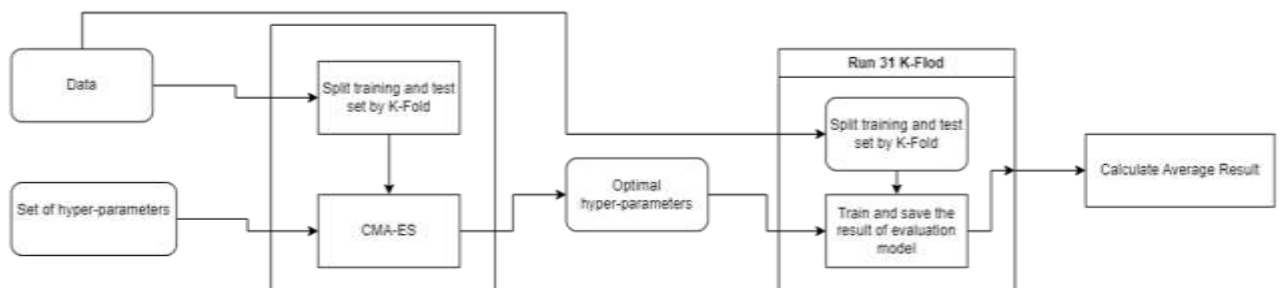 Data
Set of hyper-parameters
Split training and test
set by K-Fold
CMA-ES
Optimal
hyper-parameters
Run 31 K-Flod
Split training and test
set by K-Fold
Train and save the
result of evaluation
model
Calculate Average Result